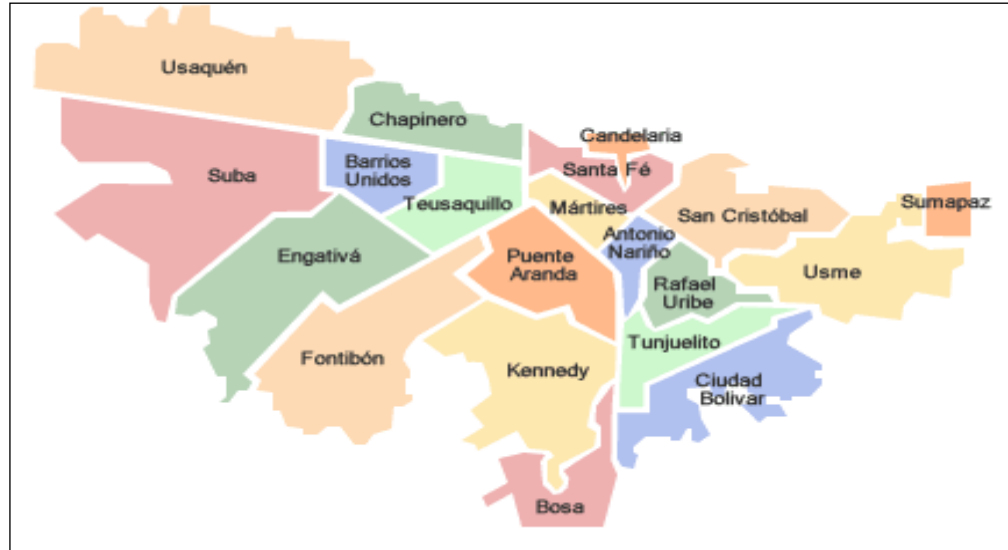 Usaquén
Chapinero
Candelaria
Barrios
Unidos
Santa Fé
Suba
Teusaquillo
Mártires
San Cristóbal
Sumapaz
Antonio
Nariño
Engativá
Puente
Aranda
Usme
Rafael
Uribe
Tunjuelito
Fontibón
Kennedy
Ciudad
Bolivar
Bosa